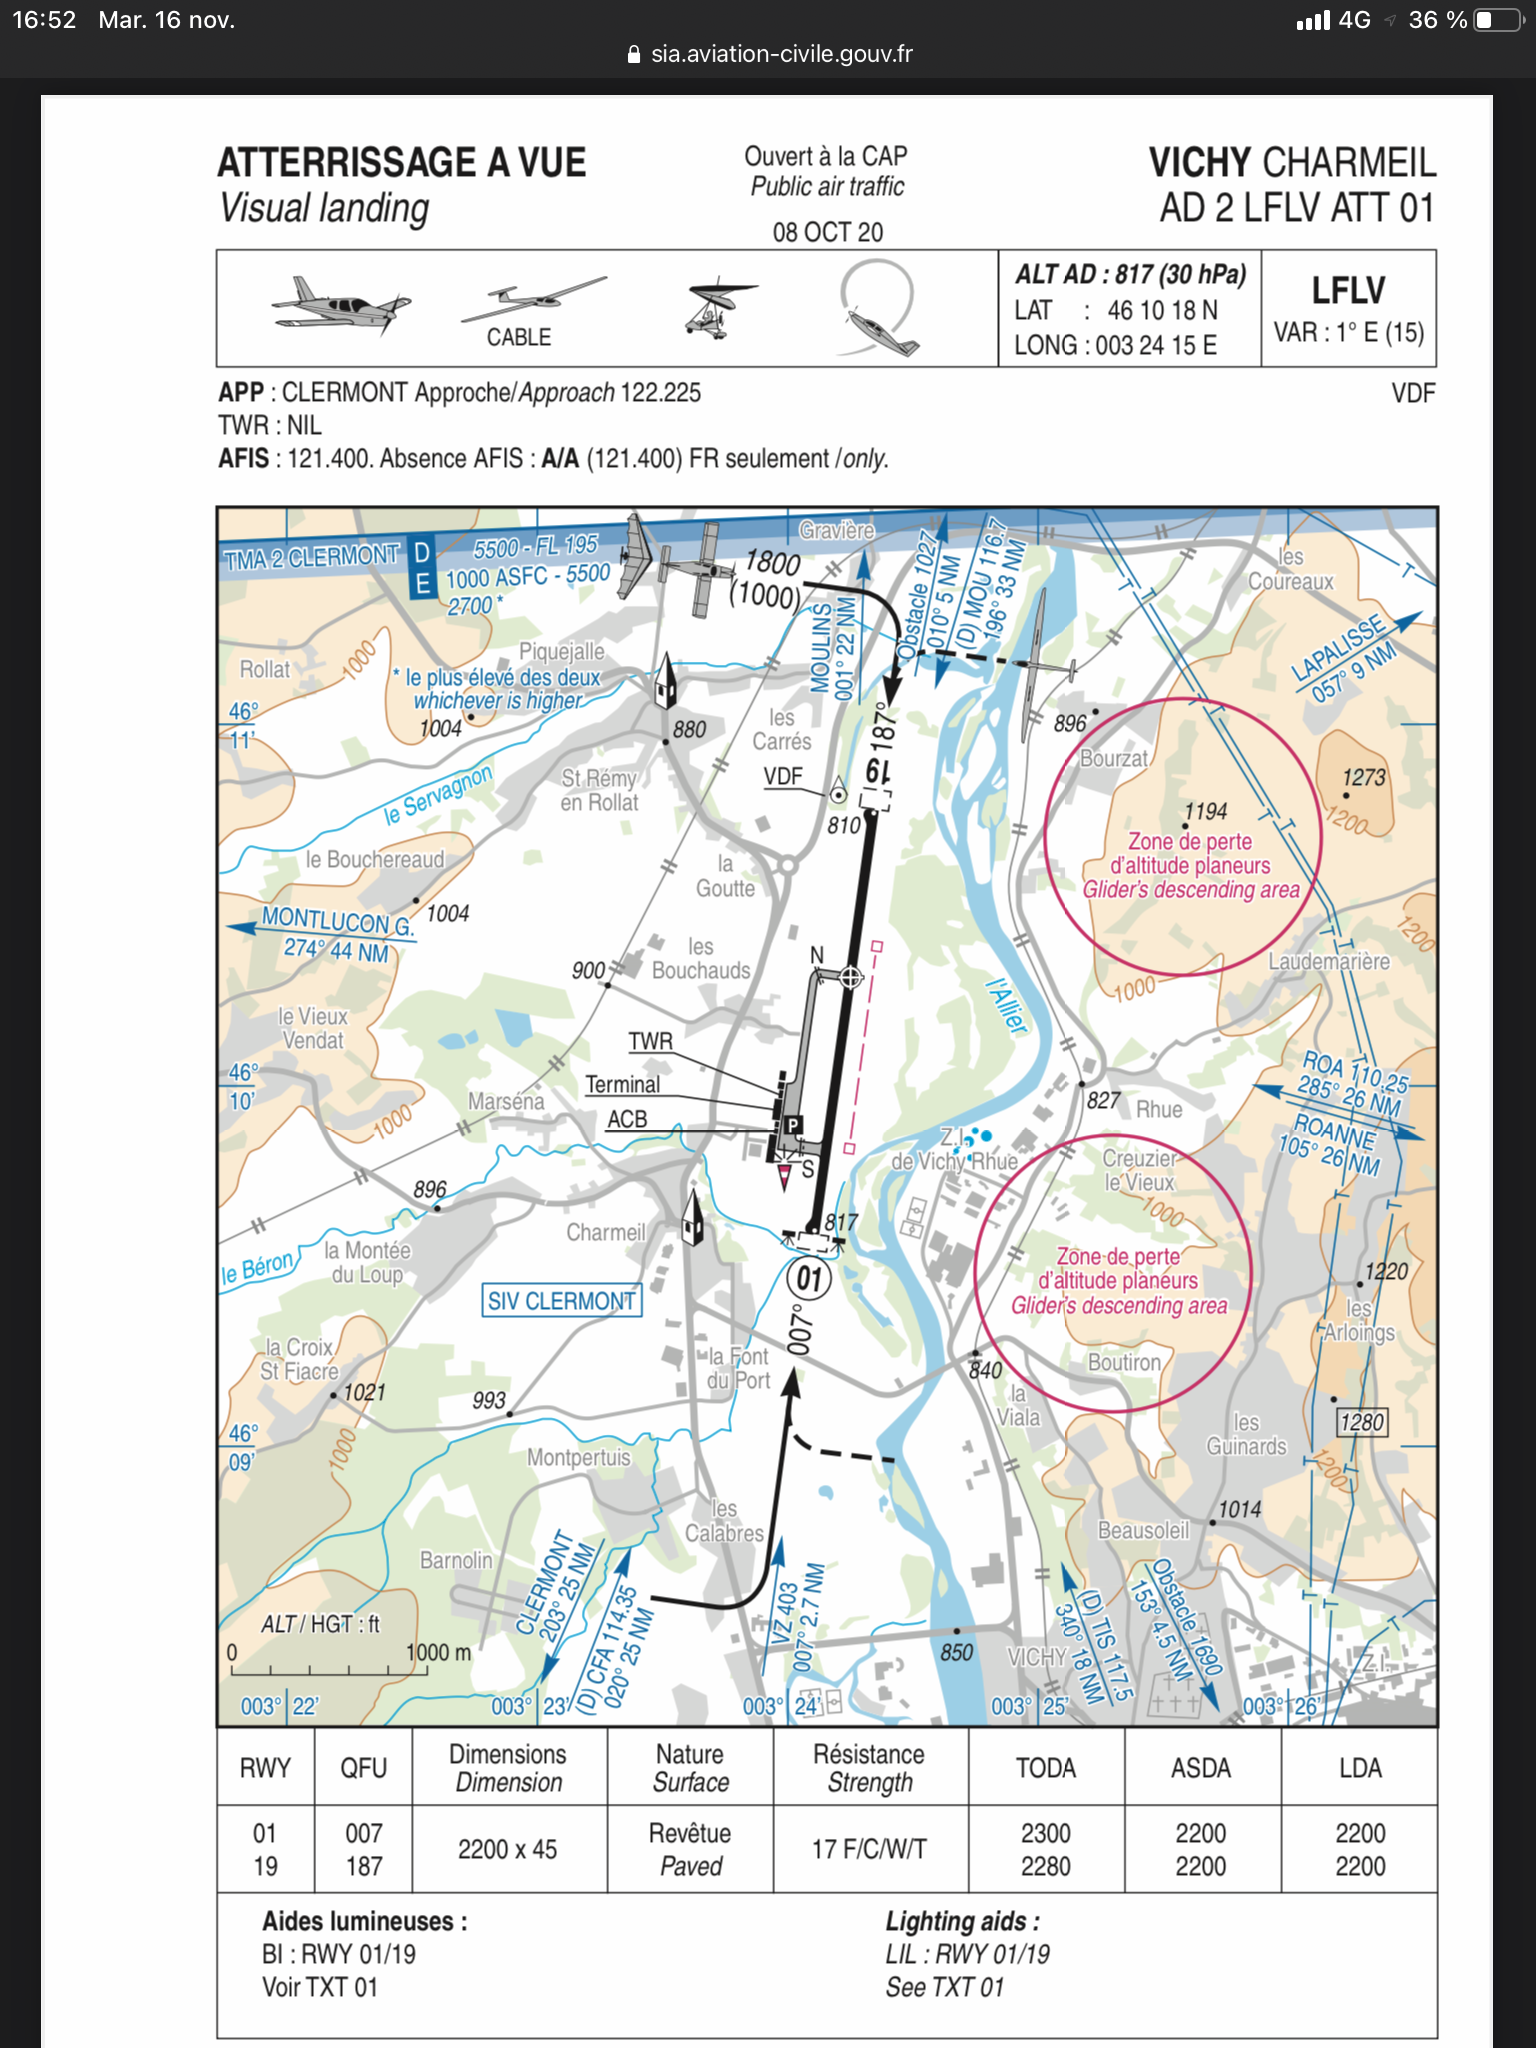 16:52 Mar. 16 nov.
4G 36 %
sia.aviation-civile.gouv.fr
ATTERRISSAGE A VUE
Visual landing
Ouvert à la CAP
Public air traffic
08 OCT 20
VICHY CHARMEIL
AD 2 LFLV ATT 01
CABLE
ALT AD : 817 (30 hPa)
LAT : 46 10 18 N
LONG : 003 24 15 E
LFLV
VAR : 1° E (15)
APP : CLERMONT Approche/Approach 122.225
VDF
TWR : NIL
AFIS : 121.400. Absence AFIS : A/A (121.400) FR seulement /only.
TMA 2 CLERMONT
D
E
5500 - FL 195
1000 ASFC - 5500
2700 *
* le plus élevé des deux
whichever is higher
1800
(1000)
Gravière
MOULINS
001° 22 NM
Obstacle 1027
010° 5 NM
(D) MOU 116.7
196° 33 NM
les
Coureaux
LAPALISSE
057° 9 NM
Rollat
1000
Piquejalle
1004
880
46°
11'
les
Carrés
187°
19
896
Bourzat
1273
1200
1194
Zone de perte
d'altitude planeurs
Glider's descending area
St Rémy
en Rollat
VDF
810
le Servagnon
le Bouchereaud
la
Goutte
1004
MONTLUCON G.
274° 44 NM
les
Bouchauds
900
N
1200
Laudemarière
1000
l'Allier
le Vieux
Vendat
TWR
Terminal
ACB
P
S
46°
10'
1000
Marséna
827
Rhue
ROA 110.25
285° 26 NM
ROANNE
105° 26 NM
Z.I.
de Vichy Rhue
Creuzier
le Vieux
1000
896
Charmeil
817
01
007°
la Montée
du Loup
le Béron
SIV CLERMONT
Zone de perte
d'altitude planeurs
Glider's descending area
1220
les
Arloings
la Croix
St Fiacre
1021
993
la Font
du Port
840
Boutiron
la
Viala
1280
les
Guinards
1200
46°
09'
1000
Montpertuis
les
Calabres
1014
Beausoleil
Barnolin
CLERMONT
203° 25 NM
(D) CFA 114.35
020° 25 NM
VZ 403
007° 2.7 NM
850
VICHY
(D) TIS 117.5
340° 18 NM
Obstacle 1690
153° 4.5 NM
Z.I.
ALT / HGT : ft
0 1000 m
003° 22' 003° 23' 003° 24' 003° 25' 003° 26'
RWY QFU Dimensions Nature Résistance TODA ASDA LDA
Dimension Surface Strength
01 007 2200 x 45 Revêtue 17 F/C/W/T 2300 2200 2200
19 187 Paved 2280 2200 2200
Aides lumineuses :
BI : RWY 01/19
Voir TXT 01
Lighting aids :
LIL : RWY 01/19
See TXT 01